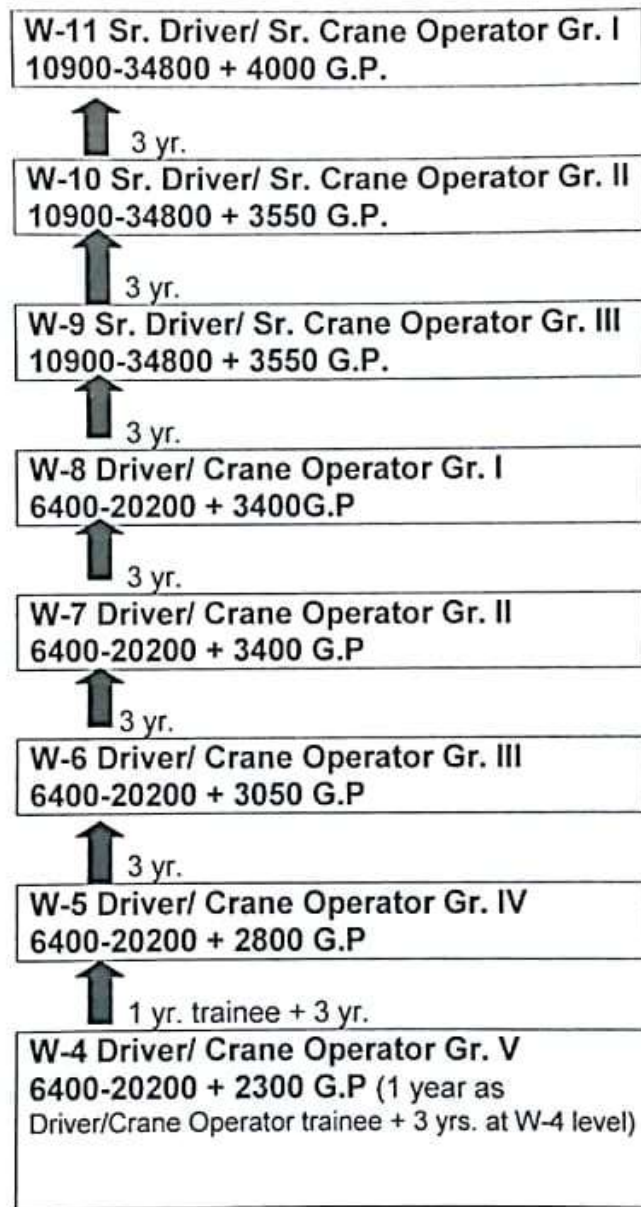 W-11 Sr. Driver/ Sr. Crane Operator Gr. I
10900-34800 + 4000 G.P.
3 yr.
W-10 Sr. Driver/ Sr. Crane Operator Gr. II
10900-34800 + 3550 G.P.
3 yr.
W-9 Sr. Driver/ Sr. Crane Operator Gr. III
10900-34800 + 3550 G.P.
3 yr.
W-8 Driver/ Crane Operator Gr. I
6400-20200 + 3400G.P
3 yr.
W-7 Driver/ Crane Operator Gr. II
6400-20200 + 3400 G.P
3 yr.
W-6 Driver/ Crane Operator Gr. III
6400-20200 + 3050 G.P
3 yr.
W-5 Driver/ Crane Operator Gr. IV
6400-20200 + 2800 G.P
1 yr. trainee + 3 yr.
W-4 Driver/ Crane Operator Gr. V
6400-20200 + 2300 G.P (1 year as
Driver/Crane Operator trainee + 3 yrs. at W-4 level)